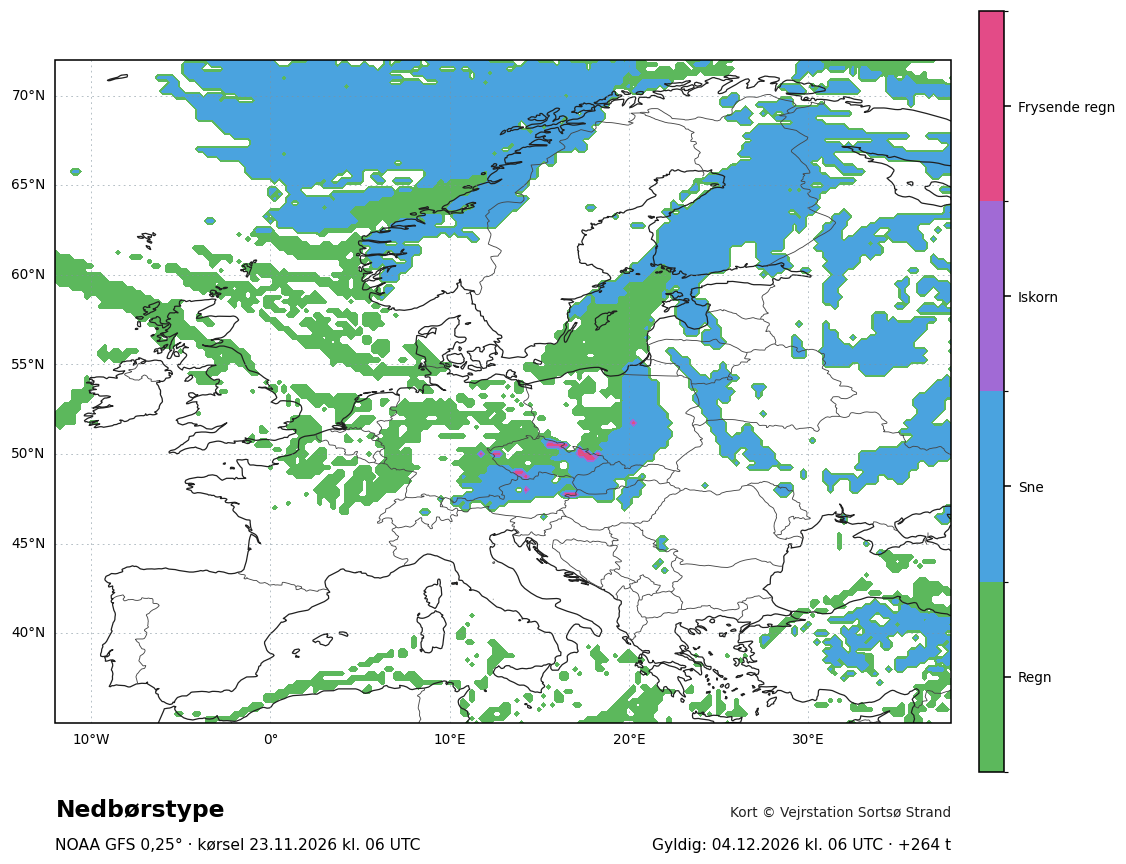 Frysende regn
Iskorn
Sne
Regn
70°N
65°N
60°N
55°N
50°N
45°N
40°N
10°W
0°
10°E
20°E
30°E
Nedbørstype
Kort © Vejrstation Sortsø Strand
NOAA GFS 0,25° · kørsel 23.11.2026 kl. 06 UTC
Gyldig: 04.12.2026 kl. 06 UTC · +264 t